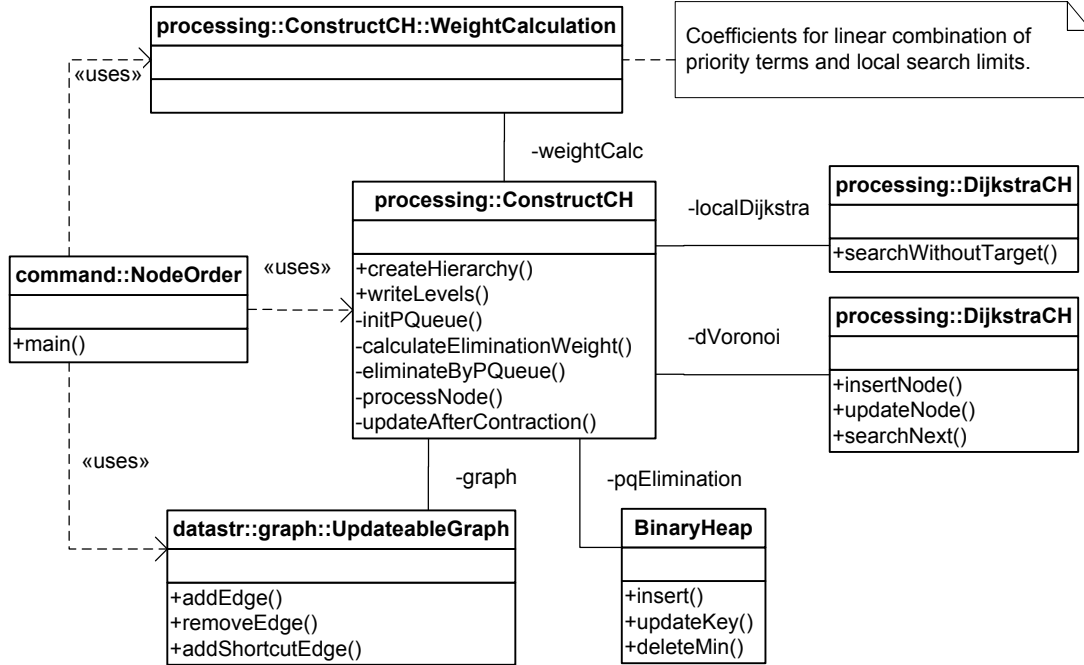 processing::ConstructCH::WeightCalculation
Coefficients for linear combination of
priority terms and local search limits.
«uses»
-weightCalc
processing::ConstructCH
+createHierarchy()
+writeLevels()
-initPQueue()
-calculateEliminationWeight()
-eliminateByPQueue()
-processNode()
-updateAfterContraction()
-localDijkstra
processing::DijkstraCH
+searchWithoutTarget()
command::NodeOrder
+main()
«uses»
-dVoronoi
processing::DijkstraCH
+insertNode()
+updateNode()
+searchNext()
«uses»
-graph
-pqElimination
datastr::graph::UpdateableGraph
+addEdge()
+removeEdge()
+addShortcutEdge()
BinaryHeap
+insert()
+updateKey()
+deleteMin()